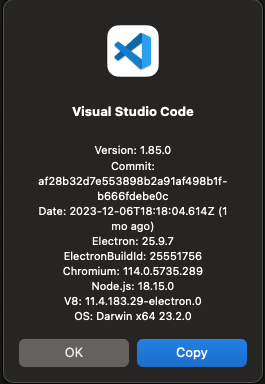 Visual Studio Code
Version: 1.85.0
Commit:
af28b32d7e553898b2a91af498b1f-
b666fdebe0c
Date: 2023-12-06T18:18:04.614Z (1
mo ago)
Electron: 25.9.7
ElectronBuildId: 25551756
Chromium: 114.0.5735.289
Node.js: 18.15.0
V8: 11.4.183.29-electron.0
OS: Darwin x64 23.2.0
OK
Copy